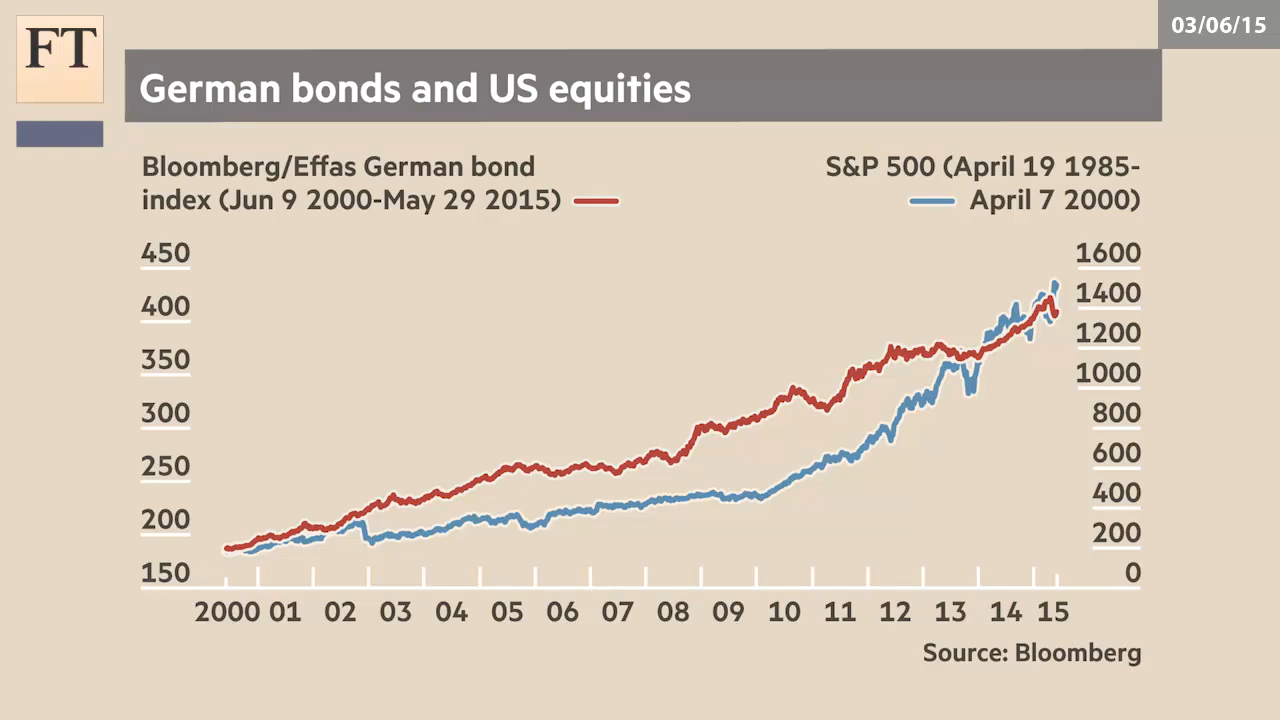 FT
03/06/15
German bonds and US equities
Bloomberg/Effas German bond
index (Jun 9 2000-May 29 2015)
S&P 500 (April 19 1985-
April 7 2000)
450
400
350
300
250
200
150
1600
1400
1200
1000
800
600
400
200
0
2000 01 02 03 04 05 06 07 08 09 10 11 12 13 14 15
Source: Bloomberg